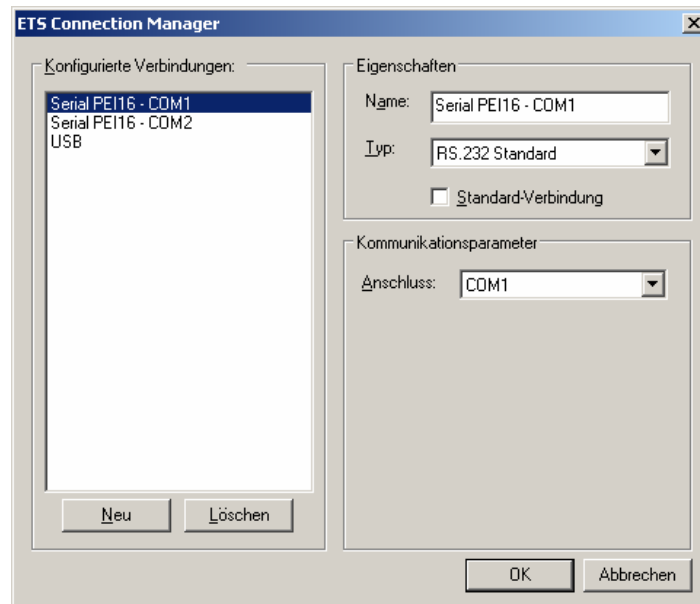 ETS Connection Manager
Konfigurierte Verbindungen:
Serial PEI16 - COM1
Serial PEI16 - COM2
USB
Neu
Löschen
Eigenschaften
Name:
Serial PEI16 - COM1
Typ:
RS.232 Standard
Standard-Verbindung
Kommunikationsparameter
Anschluss:
COM1
OK
Abbrechen